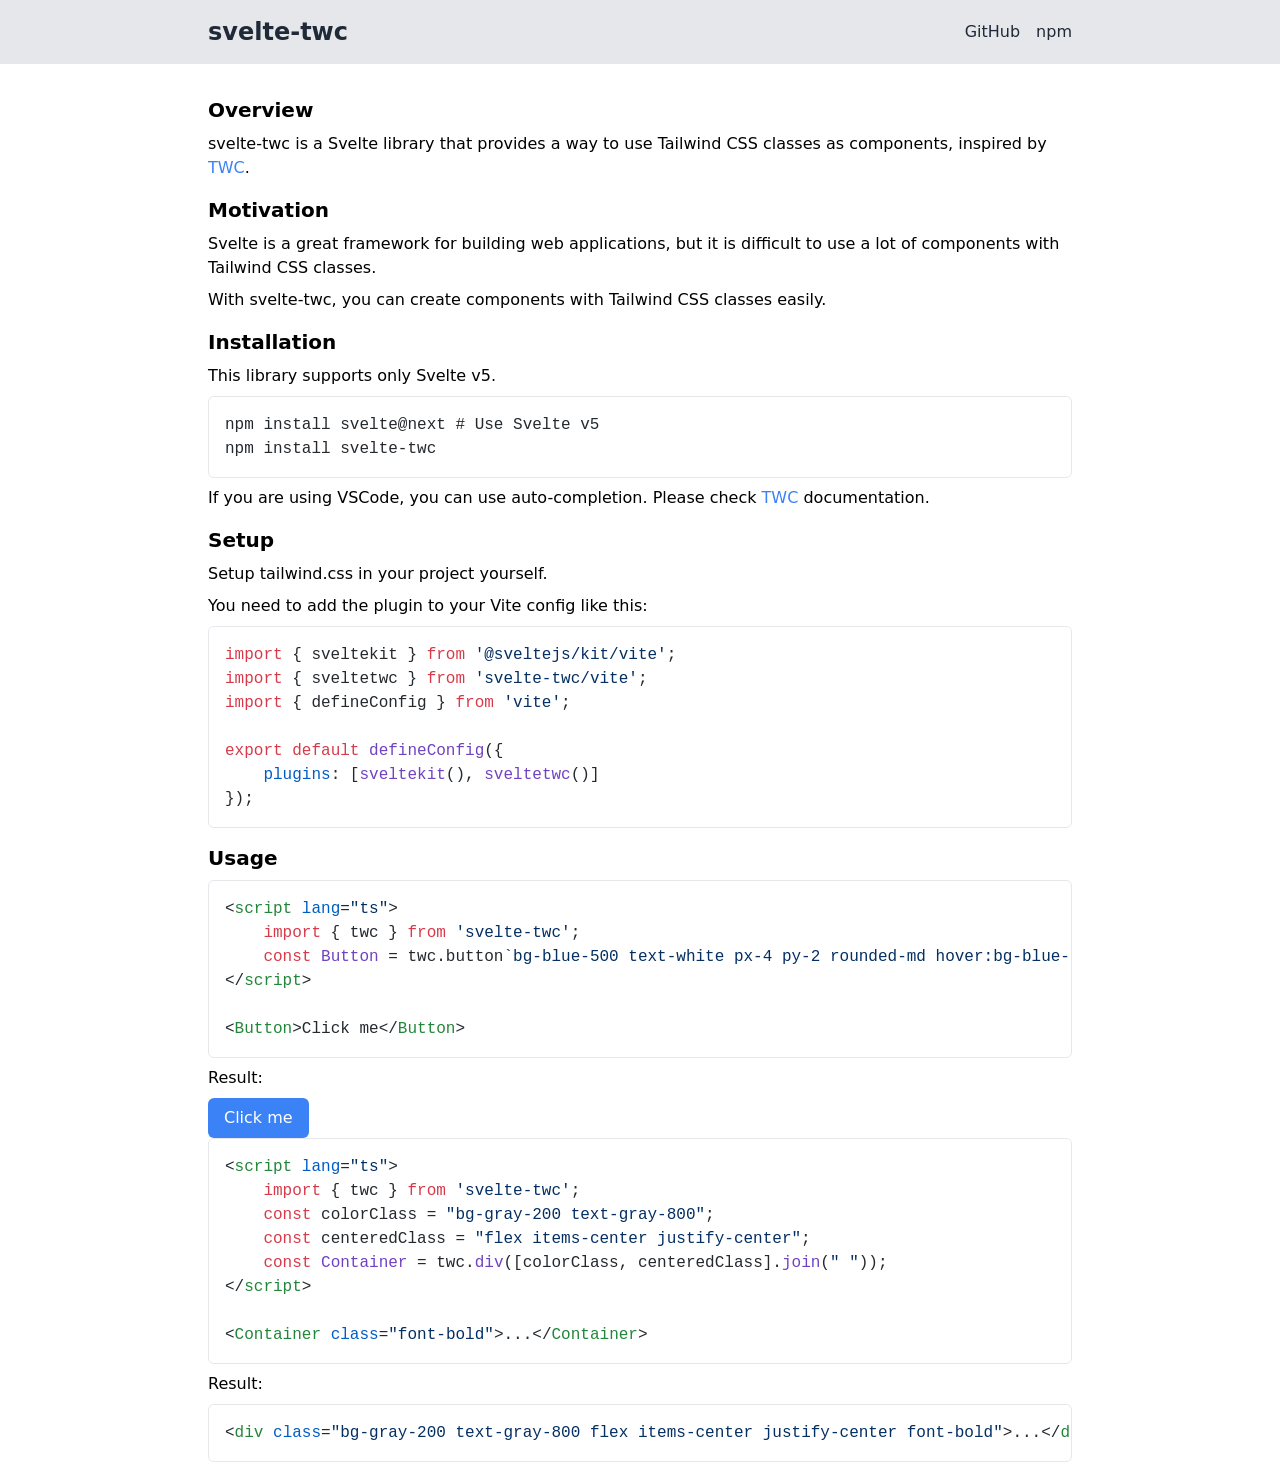 svelte-twc
GitHub npm
Overview
svelte-twc is a Svelte library that provides a way to use Tailwind CSS classes as components, inspired by
TWC.
Motivation
Svelte is a great framework for building web applications, but it is difficult to use a lot of components with
Tailwind CSS classes.
With svelte-twc, you can create components with Tailwind CSS classes easily.
Installation
This library supports only Svelte v5.
npm install svelte@next # Use Svelte v5
npm install svelte-twc
If you are using VSCode, you can use auto-completion. Please check TWC documentation.
Setup
Setup tailwind.css in your project yourself.
You need to add the plugin to your Vite config like this:
import { sveltekit } from '@sveltejs/kit/vite';
import { sveltetwc } from 'svelte-twc/vite';
import { defineConfig } from 'vite';
export default defineConfig({
    plugins: [sveltekit(), sveltetwc()]
});
Usage
<script lang="ts">
    import { twc } from 'svelte-twc';
    const Button = twc.button`bg-blue-500 text-white px-4 py-2 rounded-md hover:bg-blue-
</script>
<Button>Click me</Button>
Result:
Click me
<script lang="ts">
    import { twc } from 'svelte-twc';
    const colorClass = "bg-gray-200 text-gray-800";
    const centeredClass = "flex items-center justify-center";
    const Container = twc.div([colorClass, centeredClass].join(" "));
</script>
<Container class="font-bold">...</Container>
Result:
<div class="bg-gray-200 text-gray-800 flex items-center justify-center font-bold">...</d